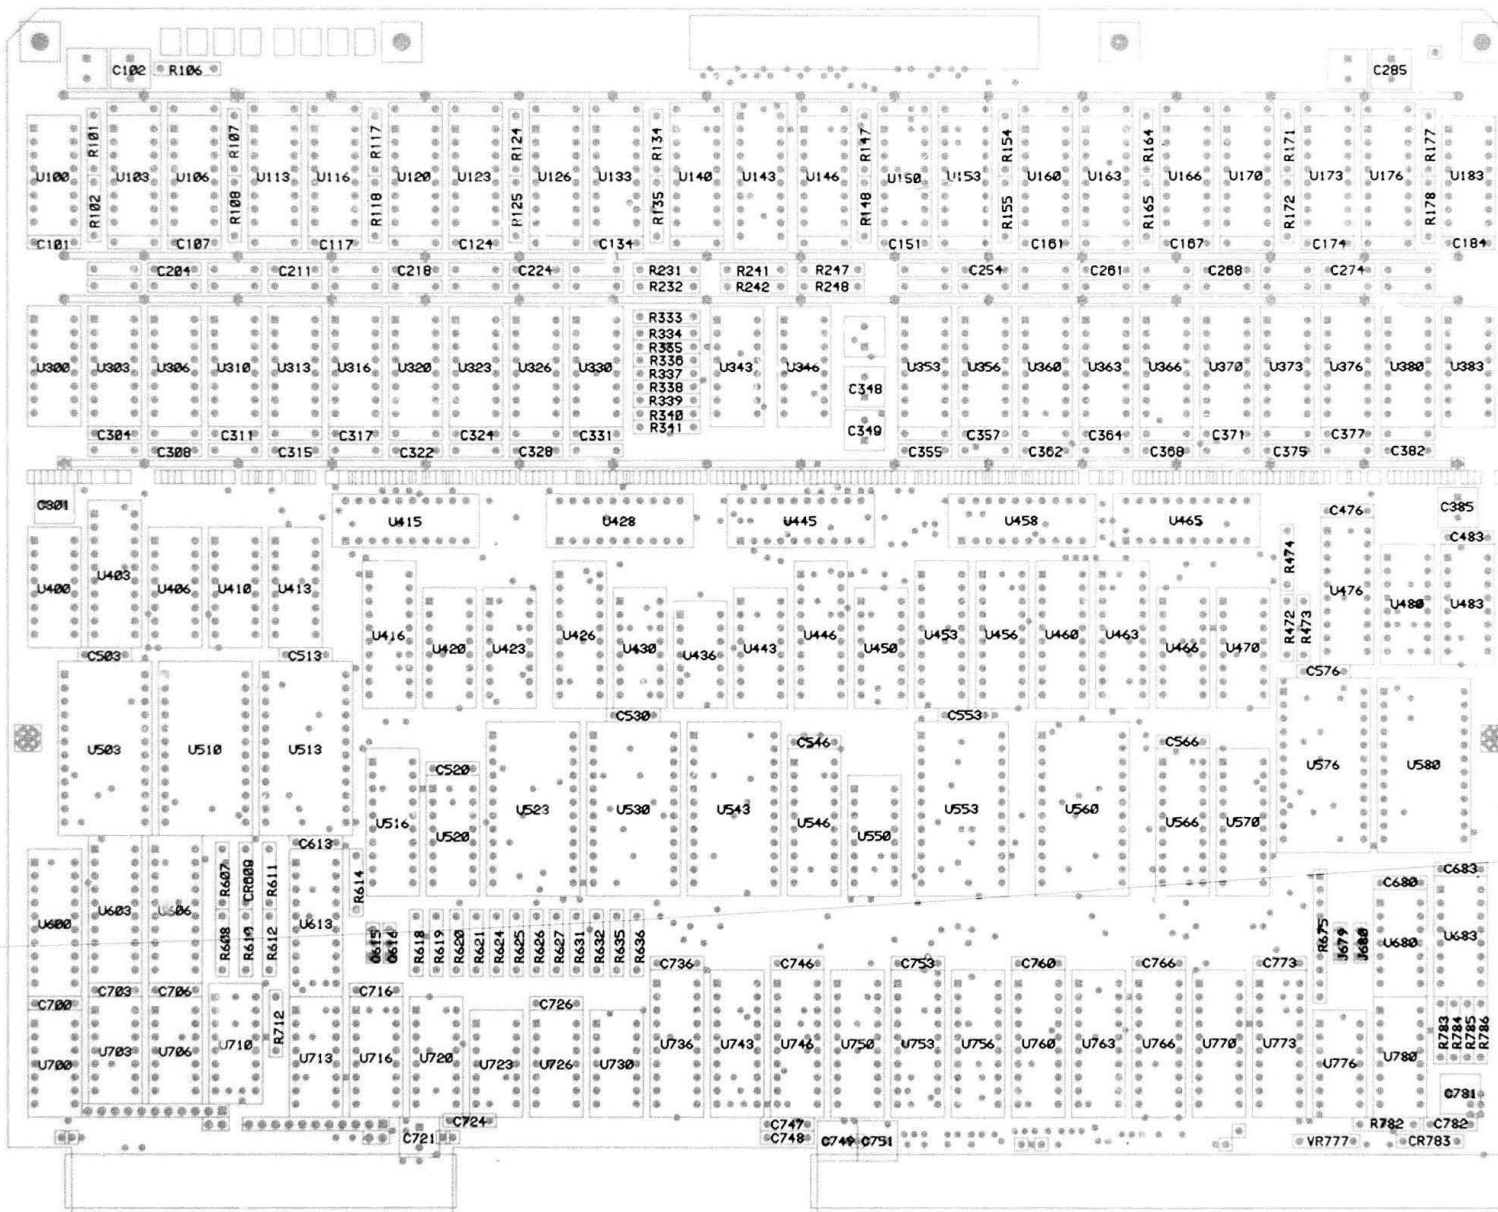 C102 R106 C285
R101 R107 R117 R124 R134 R147 R154 R164 R171 R177
U100 U103 U106 U113 U116 U120 U123 U126 U133 U140 U143 U146 U150 U153 U160 U163 U166 U170 U173 U176 U183
R102 R108 R118 R125 R135 R148 R155 R165 R172 R178
C101 C107 C117 C124 C134 C151 C161 C167 C174 C184
C204 C211 C218 C224 R231 R241 R247 C254 C261 C268 C274
R232 R242 R248
R333
R334
R335
R336
U300 U303 U306 U310 U313 U316 U320 U323 U326 U330 R337 U343 U346 U353 U356 U360 U363 U366 U370 U373 U376 U380 U383
R338 C348
R339
R340
R341
C304 C311 C317 C324 C331 C349 C357 C364 C371 C377
C308 C315 C322 C328 C355 C362 C368 C375 C382
C301 C476 C385
U415 U428 U445 U458 U465
C483
R474
U400 U403 U406 U410 U413 U476 U480 U483
R472 R473
U416 U420 U423 U426 U430 U436 U443 U446 U450 U453 U456 U460 U463 U466 U470
C503 C513 C576
C530 C553
C546 C566
U503 U510 U513 U576 U580
C520
U516 U520 U523 U530 U543 U546 U550 U553 U560 U566 U570
C613
R607 CR609 R611 R614 C680 C683
U600 U603 U606 U613 R675 J679 J680 U680 U683
R608 R610 R612 Q615 Q616 R618 R619 R620 R621 R624 R625 R626 R627 R631 R632 R635 R636
C736 C746 C753 C760 C766 C773
C700 C703 C706 C716 C726
R712 R783 R784 R785 R786
U700 U703 U706 U710 U713 U716 U720 U723 U726 U730 U736 U743 U746 U750 U753 U756 U760 U763 U766 U770 U773 U776 U780
C781
C724 C747 R782 C782
C721 C748 C749 C751 VR777 CR783